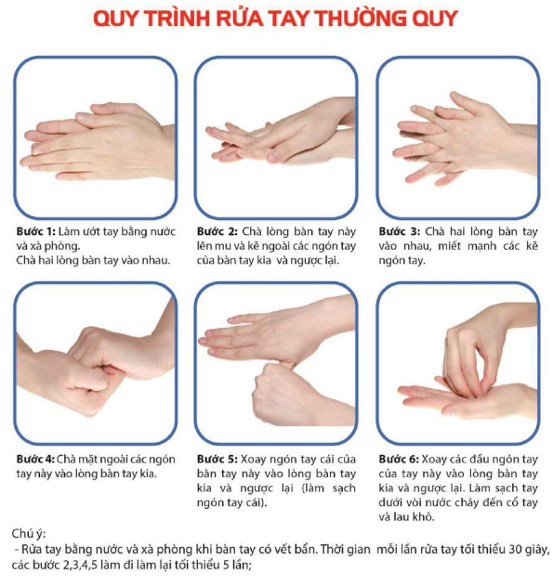 QUY TRÌNH RỬA TAY THƯỜNG QUY
Bước 1: Làm ướt tay bằng nước
và xà phòng.
Chà hai lòng bàn tay vào nhau.
Bước 2: Chà lòng bàn tay này
lên mu và kẽ ngoài các ngón tay
của bàn tay kia và ngược lại.
Bước 3: Chà hai lòng bàn tay
vào nhau, miết mạnh các kẽ
ngón tay.
Bước 4: Chà mặt ngoài các ngón
tay này vào lòng bàn tay kia.
Bước 5: Xoay ngón tay cái của
bàn tay này vào lòng bàn tay
kia và ngược lại (làm sạch
ngón tay cái).
Bước 6: Xoay các đầu ngón tay
của tay này vào lòng bàn tay
kia và ngược lại. Làm sạch tay
dưới vòi nước chảy đến cổ tay
và lau khô.
Chú ý:
- Rửa tay bằng nước và xà phòng khi bàn tay có vết bẩn. Thời gian mỗi lần rửa tay tối thiểu 30 giây,
các bước 2,3,4,5 làm đi làm lại tối thiểu 5 lần;